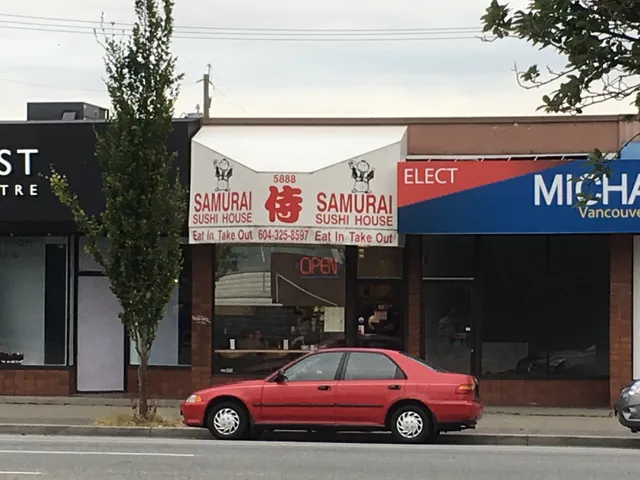 ST
TRE
5888
SAMURAI 侍 SAMURAI
SUSHI HOUSE SUSHI HOUSE
Eat In Take Out 604-325-8597 Eat In Take Out
OPEN
ELECT
MICHA
Vancouve